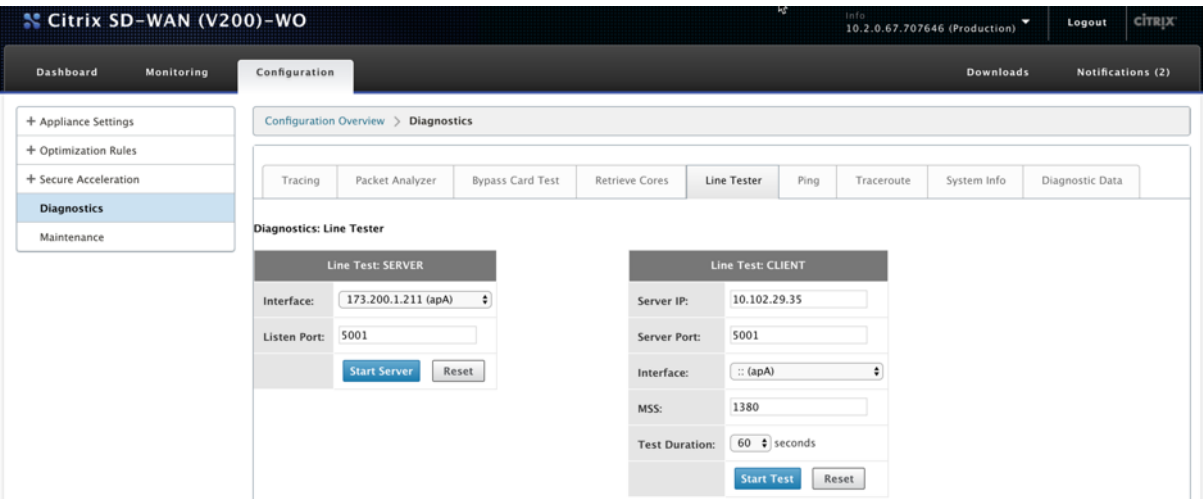 Citrix SD-WAN (V200)-WO
Info
10.2.0.67.707646 (Production)
Logout
CITRIX
Dashboard
Monitoring
Configuration
Downloads
Notifications (2)
+ Appliance Settings
+ Optimization Rules
+ Secure Acceleration
Diagnostics
Maintenance
Configuration Overview > Diagnostics
Tracing
Packet Analyzer
Bypass Card Test
Retrieve Cores
Line Tester
Ping
Traceroute
System Info
Diagnostic Data
Diagnostics: Line Tester
Line Test: SERVER
Interface: 173.200.1.211 (apA)
Listen Port: 5001
Start Server Reset
Line Test: CLIENT
Server IP: 10.102.29.35
Server Port: 5001
Interface: :: (apA)
MSS: 1380
Test Duration: 60 seconds
Start Test Reset